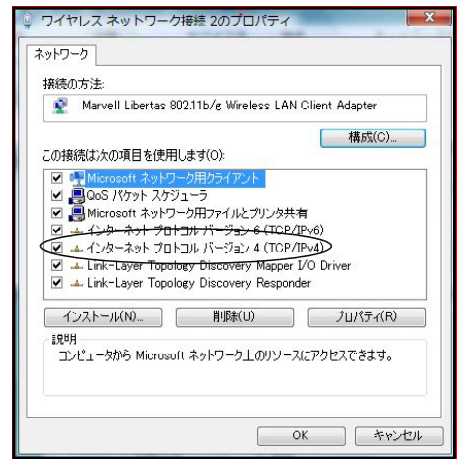 ワイヤレス ネットワーク接続 2のプロパティ
ネットワーク
接続の方法:
Marvell Libertas 802.11b/g Wireless LAN Client Adapter
構成(C)...
この接続は次の項目を使用します(O):
Microsoft ネットワーク用クライアント
QoS パケット スケジューラ
Microsoft ネットワーク用ファイルとプリンタ共有
インターネット プロトコル バージョン 6 (TCP/IPv6)
インターネット プロトコル バージョン 4 (TCP/IPv4)
Link-Layer Topology Discovery Mapper I/O Driver
Link-Layer Topology Discovery Responder
インストール(N)... 削除(U) プロパティ(R)
説明
コンピュータから Microsoft ネットワーク上のリソースにアクセスできます。
OK キャンセル